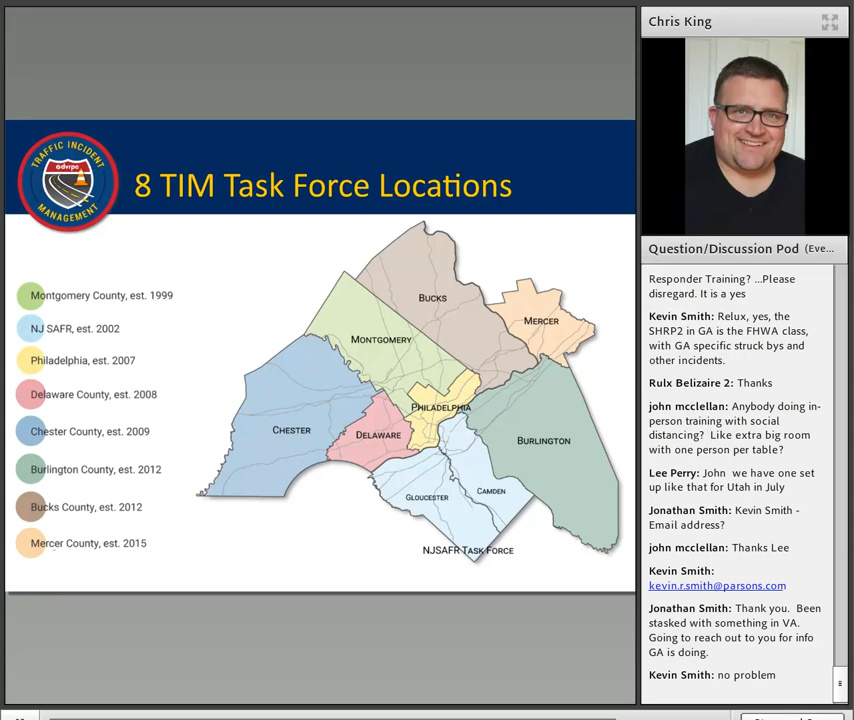 TRAFFIC INCIDENT
dvrpc
MANAGEMENT
8 TIM Task Force Locations
Montgomery County, est. 1999
NJ SAFR, est. 2002
Philadelphia, est. 2007
Delaware County, est. 2008
Chester County, est. 2009
Burlington County, est. 2012
Bucks County, est. 2012
Mercer County, est. 2015
BUCKS
MERCER
MONTGOMERY
PHILADELPHIA
CHESTER
DELAWARE
BURLINGTON
GLOUCESTER
CAMDEN
NJSAFR TASK FORCE
Chris King
Question/Discussion Pod (Eve...
Responder Training? ...Please
disregard. It is a yes
Kevin Smith: Relux, yes, the
SHRP2 in GA is the FHWA class,
with GA specific struck bys and
other incidents.
Rulx Belizaire 2: Thanks
john mcclellan: Anybody doing in-
person training with social
distancing? Like extra big room
with one person per table?
Lee Perry: John we have one set
up like that for Utah in July
Jonathan Smith: Kevin Smith -
Email address?
john mcclellan: Thanks Lee
Kevin Smith:
kevin.r.smith@parsons.com
Jonathan Smith: Thank you. Been
stasked with something in VA.
Going to reach out to you for info
GA is doing.
Kevin Smith: no problem